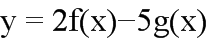 y = 2f(x)−5g(x)